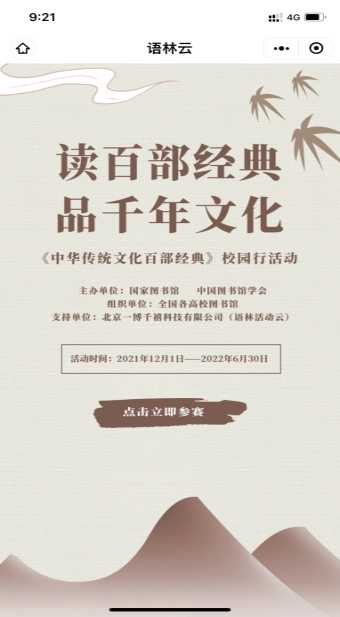 9:21
4G
语林云
读百部经典
品千年文化
《中华传统文化百部经典》校园行活动
主办单位：国家图书馆 中国图书馆学会
组织单位：全国各高校图书馆
支持单位：北京一博千禧科技有限公司（语林活动云）
活动时间：2021年12月1日——2022年6月30日
点击立即参赛